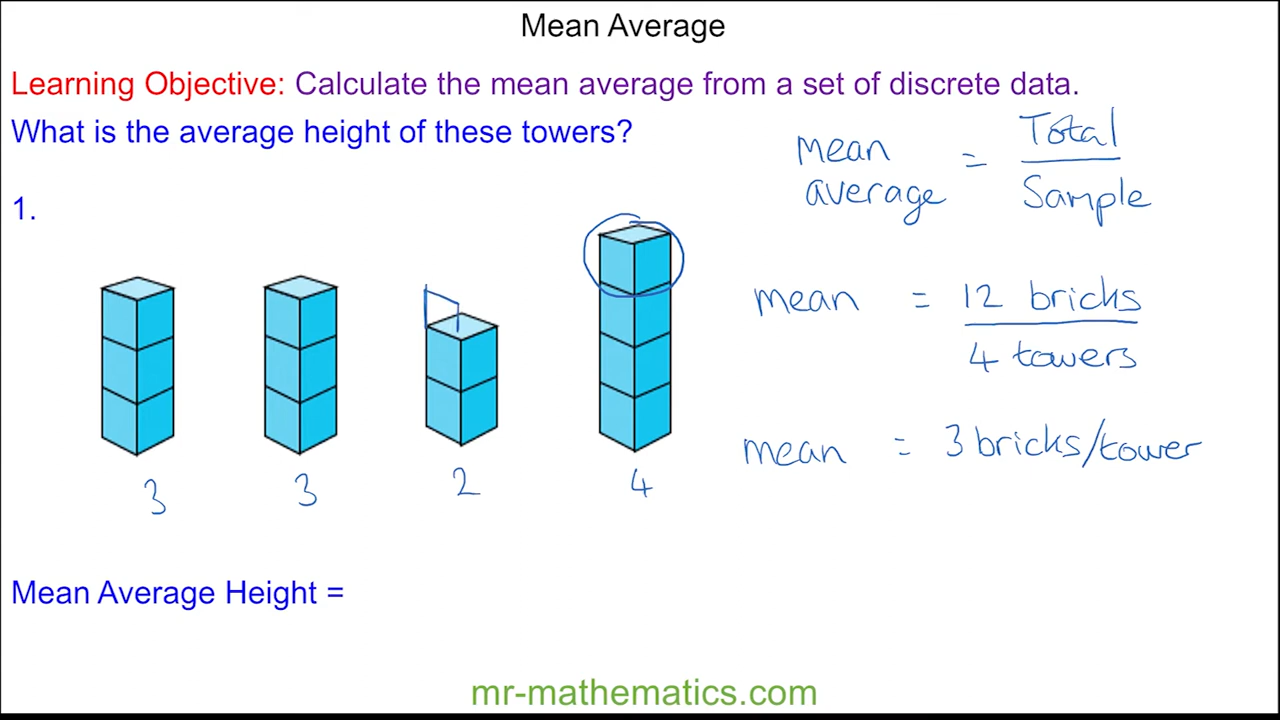 Mean Average
Learning Objective: Calculate the mean average from a set of discrete data.
What is the average height of these towers?
mean average = Total / Sample
1.
mean = 12 bricks / 4 towers
mean = 3 bricks/tower
3 3 2 4
Mean Average Height =
mr-mathematics.com